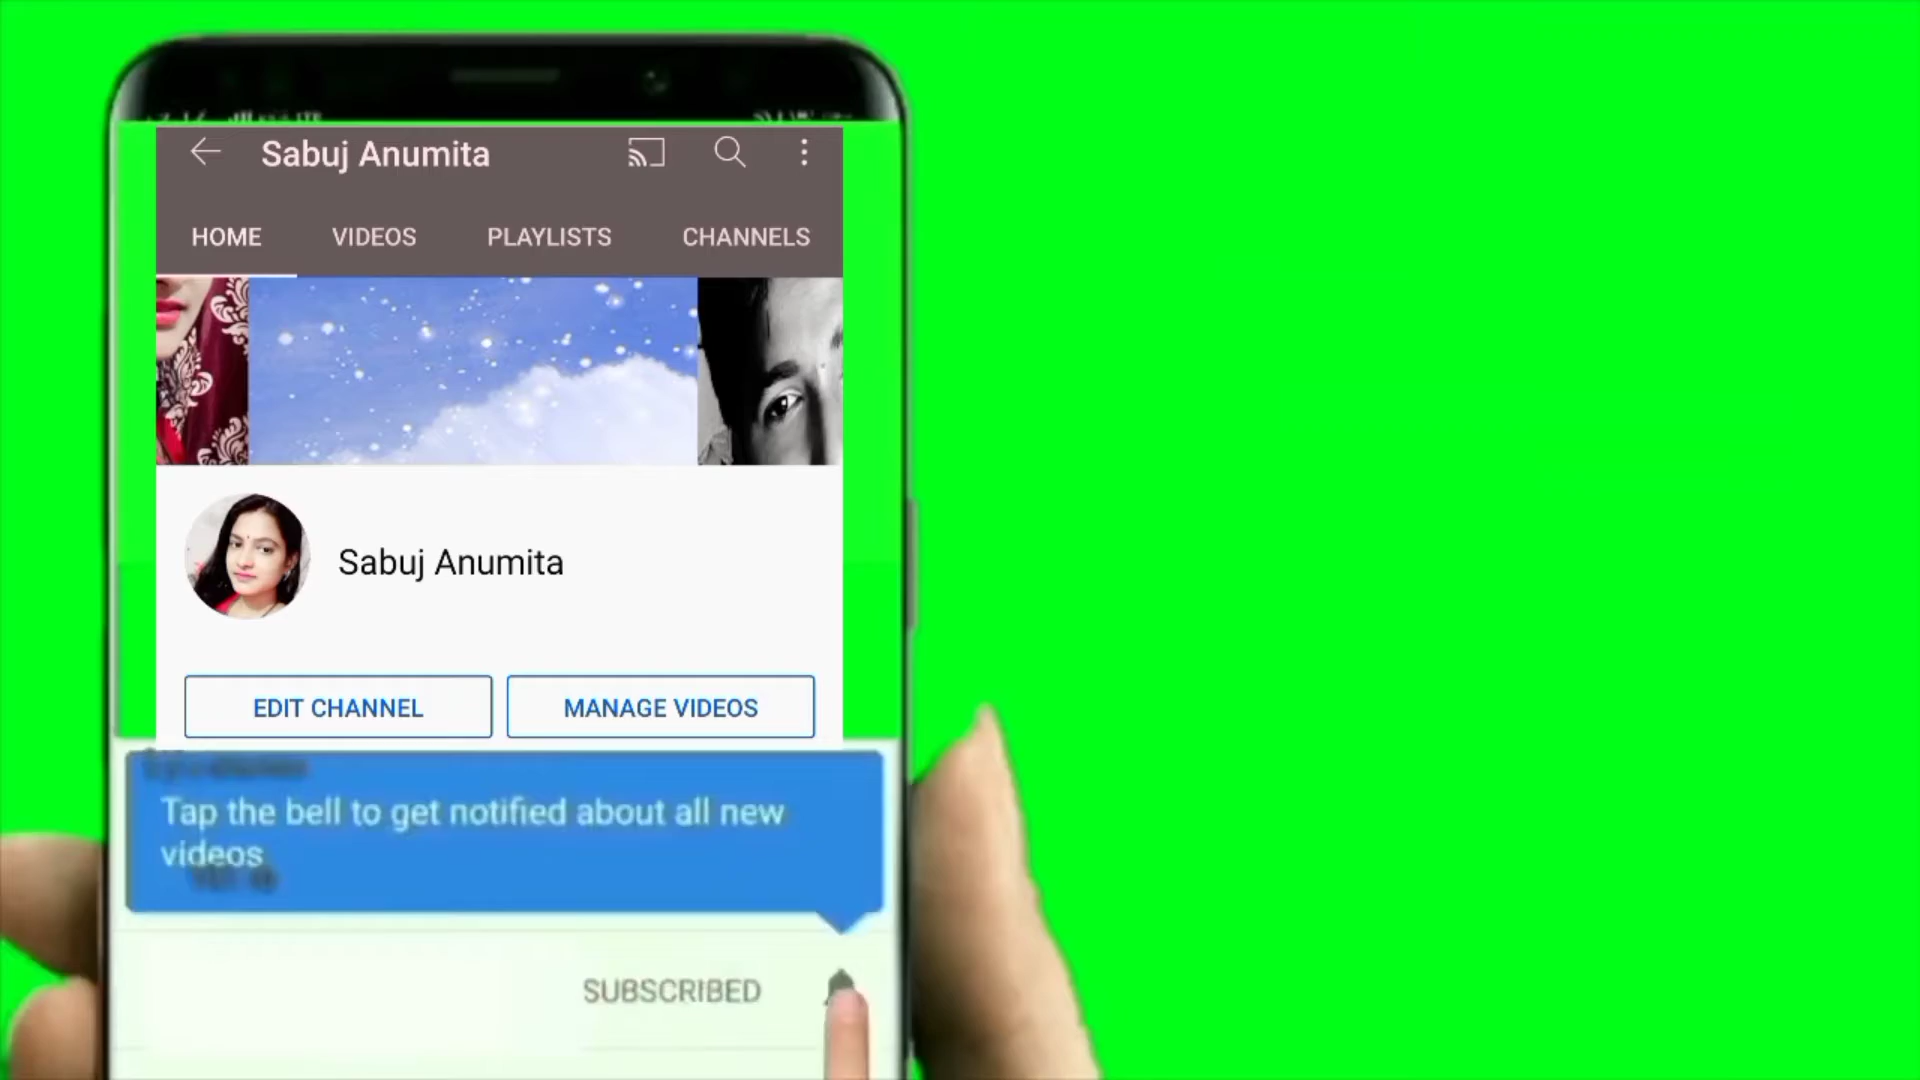 Sabuj Anumita
HOME VIDEOS PLAYLISTS CHANNELS
Sabuj Anumita
EDIT CHANNEL MANAGE VIDEOS
Tap the bell to get notified about all new
videos
SUBSCRIBED